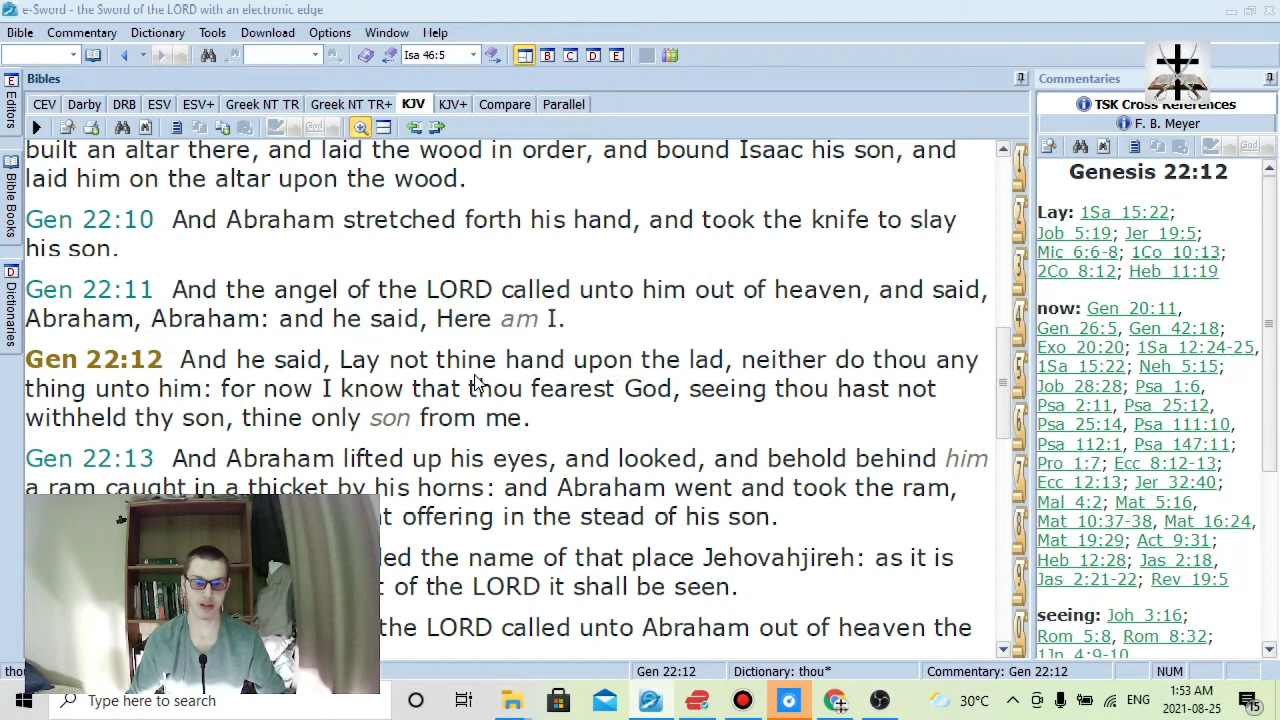 e-Sword - the Sword of the LORD with an electronic edge
Bible Commentary Dictionary Tools Download Options Window Help
Isa 46:5
B C D E
Bibles
Commentaries
CEV Darby DRB ESV ESV+ Greek NT TR Greek NT TR+ KJV KJV+ Compare Parallel
TSK Cross References
F. B. Meyer
Editors
Bible Books
Dictionaries
built an altar there, and laid the wood in order, and bound Isaac his son, and
laid him on the altar upon the wood.
Gen 22:10 And Abraham stretched forth his hand, and took the knife to slay
his son.
Gen 22:11 And the angel of the LORD called unto him out of heaven, and said,
Abraham, Abraham: and he said, Here am I.
Gen 22:12 And he said, Lay not thine hand upon the lad, neither do thou any
thing unto him: for now I know that thou fearest God, seeing thou hast not
withheld thy son, thine only son from me.
Gen 22:13 And Abraham lifted up his eyes, and looked, and behold behind him
a ram caught in a thicket by his horns: and Abraham went and took the ram,
offering in the stead of his son.
the name of that place Jehovahjireh: as it is
of the LORD it shall be seen.
the LORD called unto Abraham out of heaven the
Genesis 22:12
Lay: 1Sa 15:22;
Job 5:19; Jer 19:5;
Mic 6:6-8; 1Co 10:13;
2Co 8:12; Heb 11:19
now: Gen 20:11;
Gen 26:5; Gen 42:18;
Exo 20:20; 1Sa 12:24-25,
1Sa 15:22; Neh 5:15;
Job 28:28; Psa 1:6,
Psa 2:11, Psa 25:12,
Psa 25:14, Psa 111:10,
Psa 112:1, Psa 147:11;
Pro 1:7; Ecc 8:12-13,
Ecc 12:13; Jer 32:40;
Mal 4:2; Mat 5:16,
Mat 10:37-38, Mat 16:24,
Mat 19:29; Act 9:31;
Heb 12:28; Jas 2:18,
Jas 2:21-22; Rev 19:5
seeing: Joh 3:16;
Rom 5:8, Rom 8:32;
1Jn 4:9-10
Gen 22:12 Dictionary: thou* Commentary: Gen 22:12 NUM
Type here to search
30°C ENG 1:53 AM
2021-08-25
15